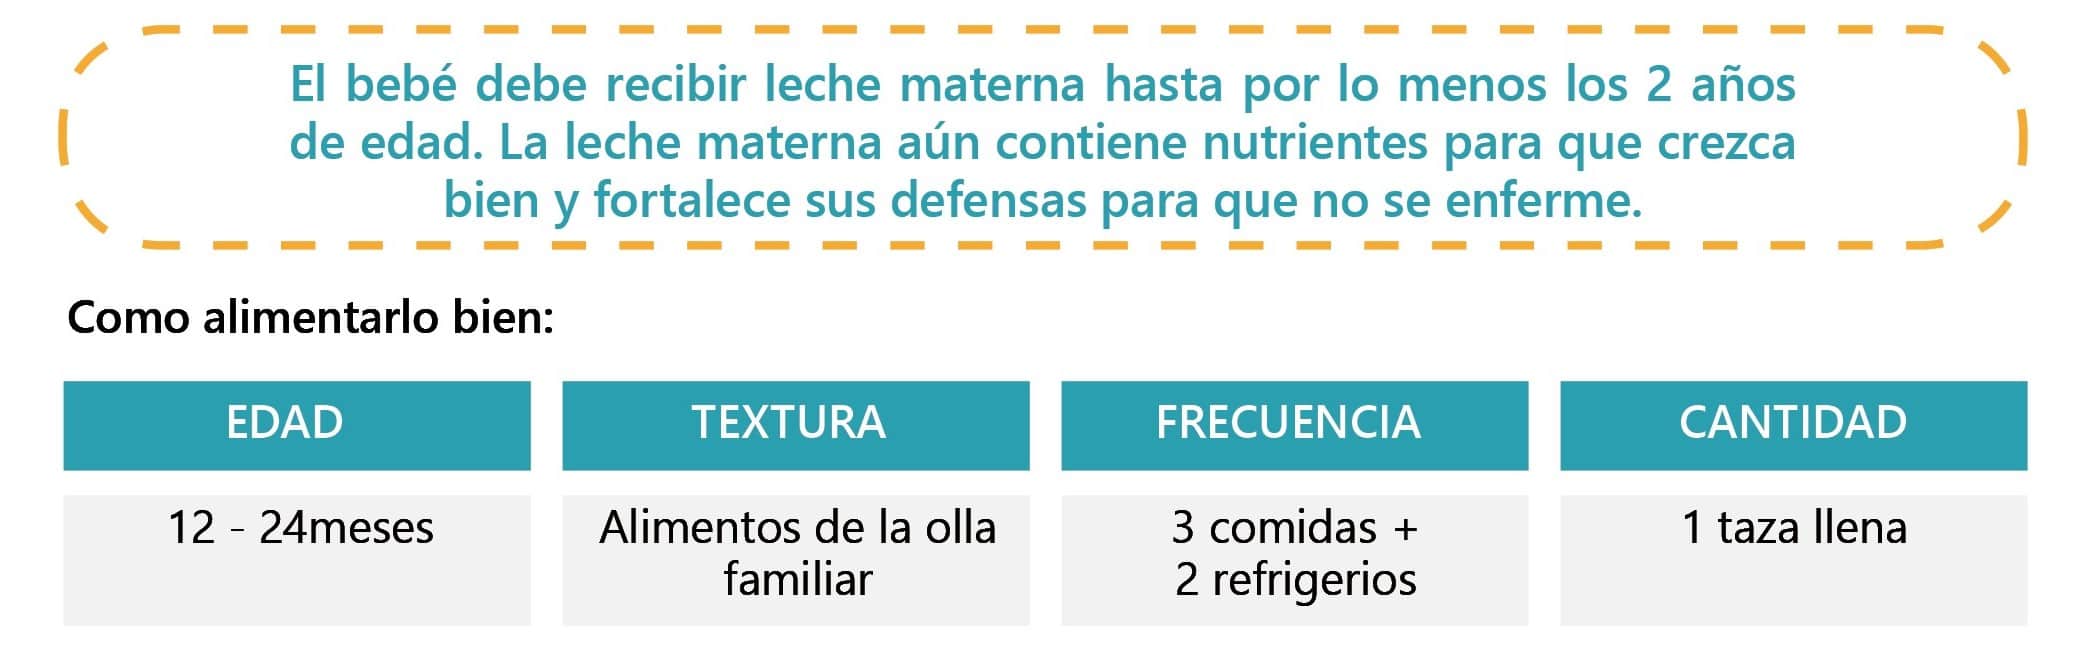 El bebé debe recibir leche materna hasta por lo menos los 2 años
de edad. La leche materna aún contiene nutrientes para que crezca
bien y fortalece sus defensas para que no se enferme.
Como alimentarlo bien:
EDAD
TEXTURA
FRECUENCIA
CANTIDAD
12 - 24meses
Alimentos de la olla
familiar
3 comidas +
2 refrigerios
1 taza llena